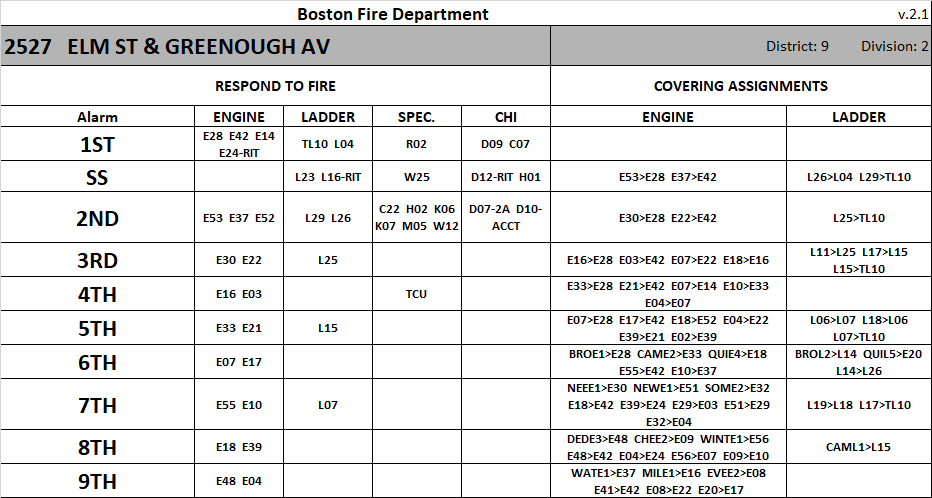 Boston Fire Department v.2.1
2527 ELM ST & GREENOUGH AV District: 9 Division: 2
RESPOND TO FIRE COVERING ASSIGNMENTS
Alarm ENGINE LADDER SPEC. CHI ENGINE LADDER
1ST
E28 E42 E14
E24-RIT
TL10 L04
R02
D09 C07
SS
L23 L16-RIT
W25
D12-RIT H01
E53>E28 E37>E42
L26>L04 L29>TL10
2ND
E53 E37 E52
L29 L26
C22 H02 K06
K07 M05 W12
D07-2A D10-
ACCT
E30>E28 E22>E42
L25>TL10
3RD
E30 E22
L25
E16>E28 E03>E42 E07>E22 E18>E16
L11>L25 L17>L15
L15>TL10
4TH
E16 E03
TCU
E33>E28 E21>E42 E07>E14 E10>E33
E04>E07
5TH
E33 E21
L15
E07>E28 E17>E42 E18>E52 E04>E22
E39>E21 E02>E39
L06>L07 L18>L06
L07>TL10
6TH
E07 E17
BROE1>E28 CAME2>E33 QUIE4>E18
E55>E42 E10>E37
BROL2>L14 QUIL5>E20
L14>L26
7TH
E55 E10
L07
NEEE1>E30 NEWE1>E51 SOME2>E32
E18>E42 E39>E24 E29>E03 E51>E29
E32>E04
L19>L18 L17>TL10
8TH
E18 E39
DEDE3>E48 CHEE2>E09 WINTE1>E56
E48>E42 E04>E24 E56>E07 E09>E10
CAML1>L15
9TH
E48 E04
WATE1>E37 MILE1>E16 EVEE2>E08
E41>E42 E08>E22 E20>E17